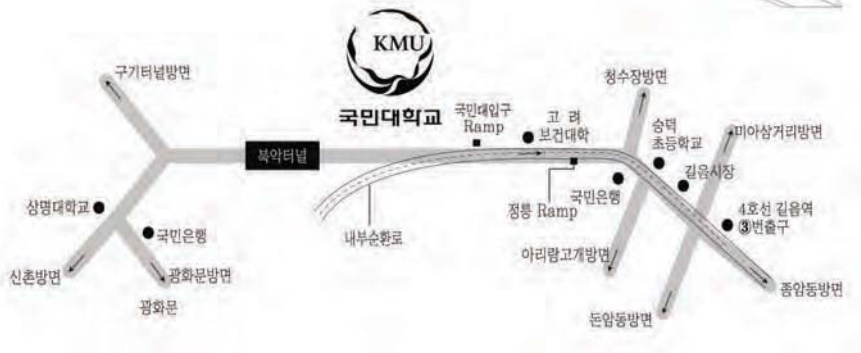 KMU
국민대학교
구기터널방면
북악터널
국민대입구
Ramp
고 려
보건대학
청수장방면
숭덕
초등학교
미아삼거리방면
길음시장
상명대학교
국민은행
내부순환로
정릉 Ramp
국민은행
4호선 길음역
③번출구
신촌방면
광화문방면
광화문
아리랑고개방면
돈암동방면
종암동방면